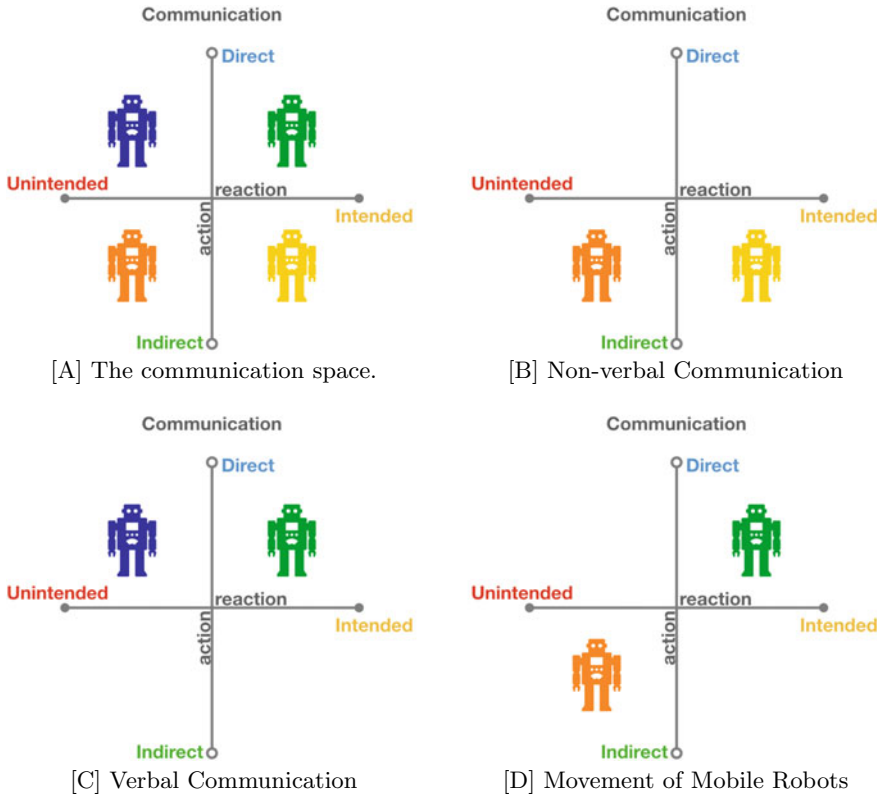 Communication
Direct
Unintended
reaction
action
Intended
Indirect
[A] The communication space.
Communication
Direct
Unintended
reaction
action
Intended
Indirect
[B] Non-verbal Communication
Communication
Direct
Unintended
reaction
action
Intended
Indirect
[C] Verbal Communication
Communication
Direct
Unintended
reaction
action
Intended
Indirect
[D] Movement of Mobile Robots